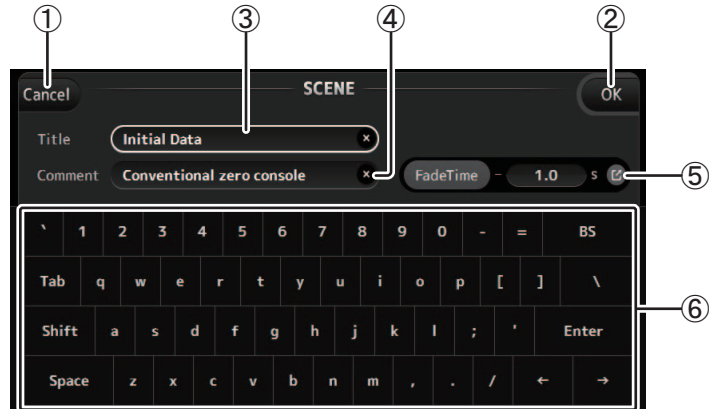 ① ③ ④ ②
Cancel SCENE OK
Title Initial Data ×
Comment Conventional zero console × FadeTime 1.0 s ⑤
` 1 2 3 4 5 6 7 8 9 0 - = BS
Tab q w e r t y u i o p [ ] \
⑥
Shift a s d f g h j k l ; ' Enter
Space z x c v b n m , . / ← →